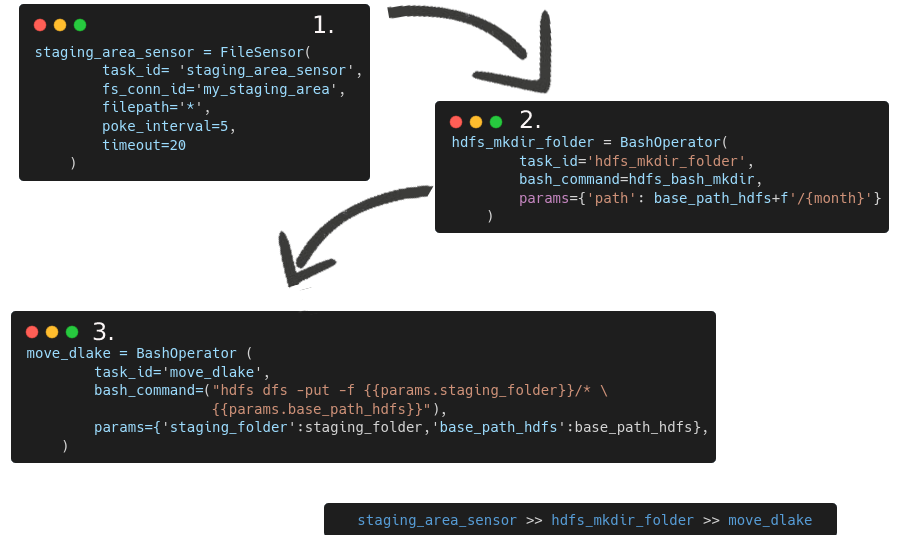 1.
staging_area_sensor = FileSensor(
task_id= 'staging_area_sensor',
fs_conn_id='my_staging_area',
filepath='*',
poke_interval=5,
timeout=20
)
2.
hdfs_mkdir_folder = BashOperator(
task_id='hdfs_mkdir_folder',
bash_command=hdfs_bash_mkdir,
params={'path': base_path_hdfs+f'/{month}'}
)
3.
move_dlake = BashOperator (
task_id='move_dlake',
bash_command=("hdfs dfs -put -f {{params.staging_folder}}/* \
{{params.base_path_hdfs}}"),
params={'staging_folder':staging_folder,'base_path_hdfs':base_path_hdfs},
)
staging_area_sensor >> hdfs_mkdir_folder >> move_dlake